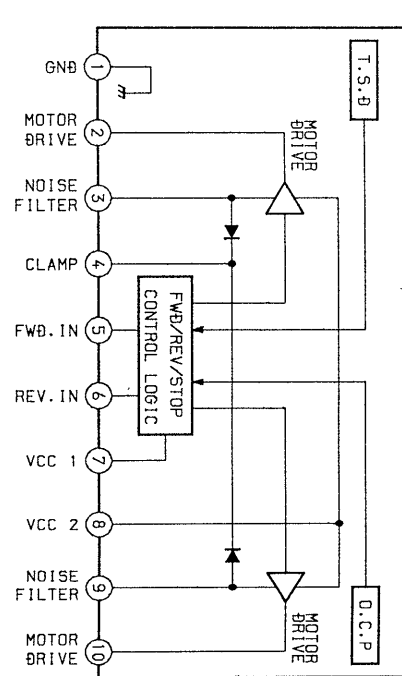 GND 1
MOTOR
DRIVE 2
NOISE
FILTER 3
CLAMP 4
FWD.IN 5
REV.IN 6
VCC 1 7
VCC 2 8
NOISE
FILTER 9
MOTOR
DRIVE 10
T.S.D
MOTOR
DRIVE
FWD/REV/STOP
CONTROL LOGIC
MOTOR
DRIVE
O.C.P